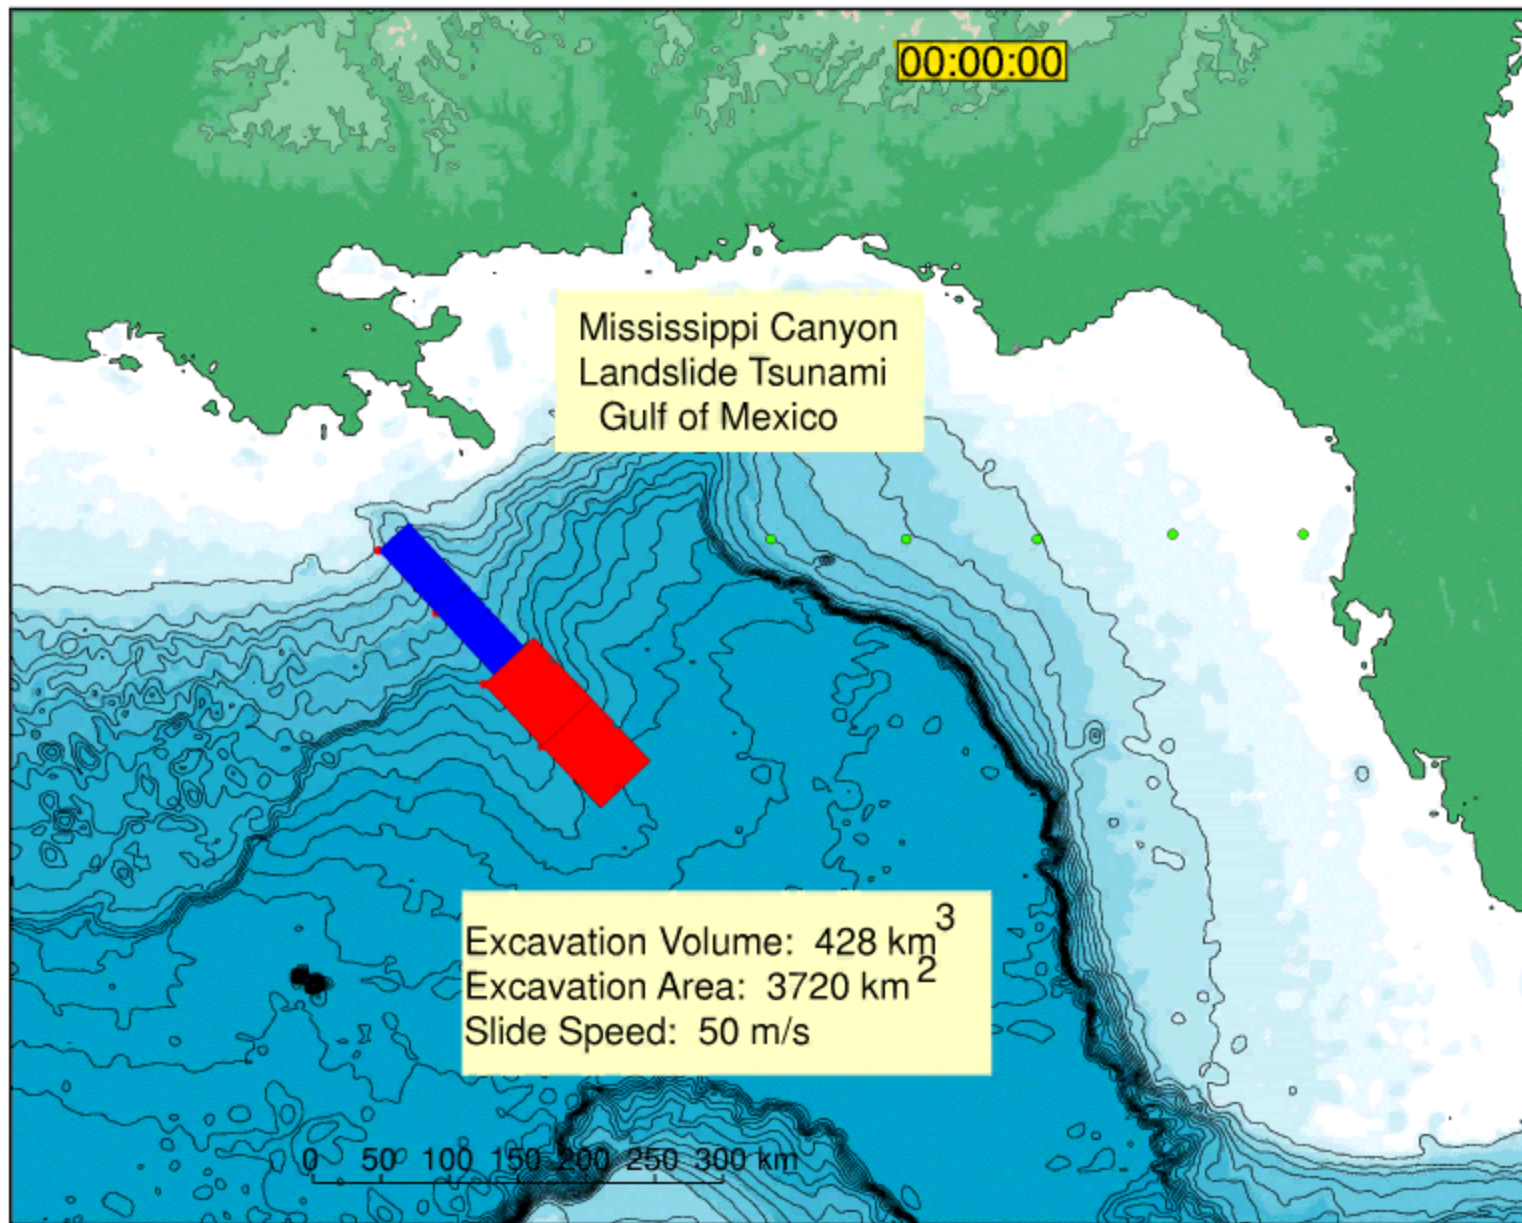 00:00:00
Mississippi Canyon
Landslide Tsunami
Gulf of Mexico
Excavation Volume: 428 km3
Excavation Area: 3720 km2
Slide Speed: 50 m/s
0 50 100 150 200 250 300 km